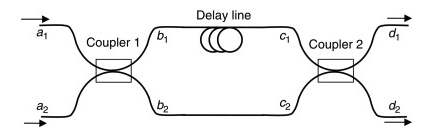 Delay line
a1 Coupler 1 b1 c1 Coupler 2 d1
a2 b2 c2 d2